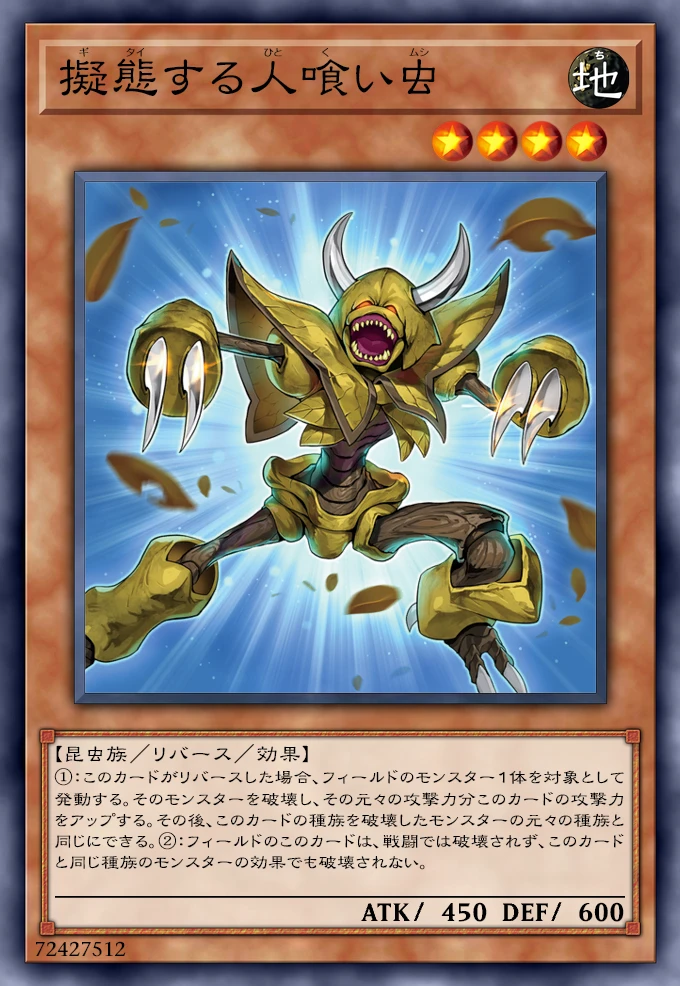 ギ タイ ひと く ムシ
擬態する人喰い虫
ち
地
【昆虫族／リバース／効果】
①：このカードがリバースした場合、フィールドのモンスター１体を対象として
発動する。そのモンスターを破壊し、その元々の攻撃力分このカードの攻撃力
をアップする。その後、このカードの種族を破壊したモンスターの元々の種族と
同じにできる。②：フィールドのこのカードは、戦闘では破壊されず、このカード
と同じ種族のモンスターの効果でも破壊されない。
ATK/ 450 DEF/ 600
72427512